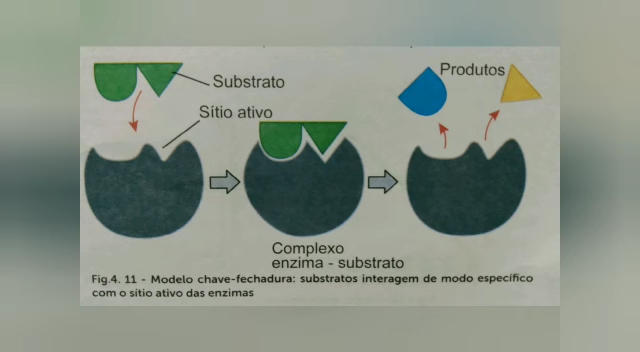 Substrato
Sítio ativo
Produtos
Complexo
enzima - substrato
Fig.4. 11 - Modelo chave-fechadura: substratos interagem de modo específico
com o sítio ativo das enzimas